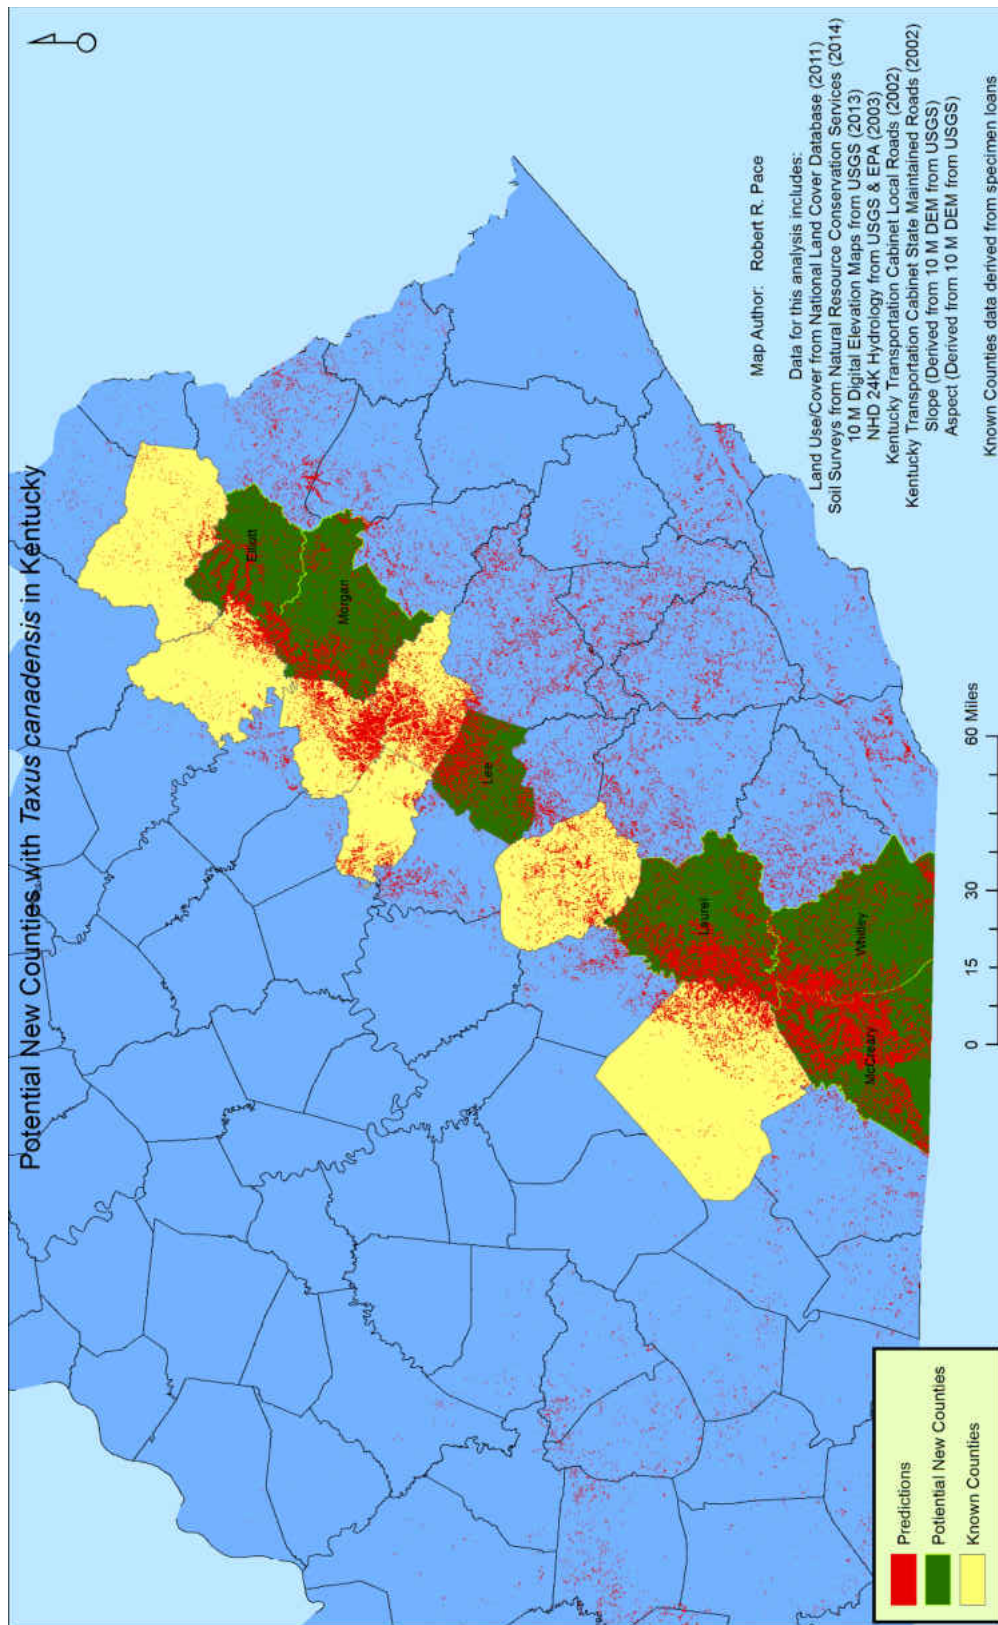 Potential New Counties with Taxus canadensis in Kentucky
Elliott
Morgan
Lee
Laurel
Whitley
McCreary
Map Author: Robert R. Pace
Data for this analysis includes:
Land Use/Cover from National Land Cover Database (2011)
Soil Surveys from Natural Resource Conservation Services (2014)
10 M Digital Elevation Maps from USGS (2013)
NHD 24K Hydrology from USGS & EPA (2003)
Kentucky Transportation Cabinet Local Roads (2002)
Kentucky Transportation Cabinet State Maintained Roads (2002)
Slope (Derived from 10 M DEM from USGS)
Aspect (Derived from 10 M DEM from USGS)
Known Counties data derived from specimen loans
0 15 30 60 Miles
Predictions
Potiential New Counties
Known Counties